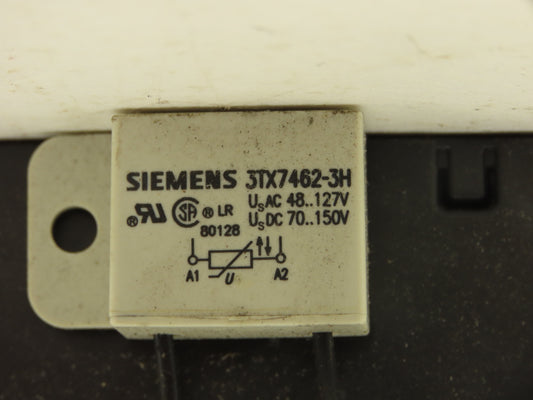 SIEMENS 3TX7462-3H
UsAC 48..127V
LR UsDC 70..150V
80128
A1 U A2